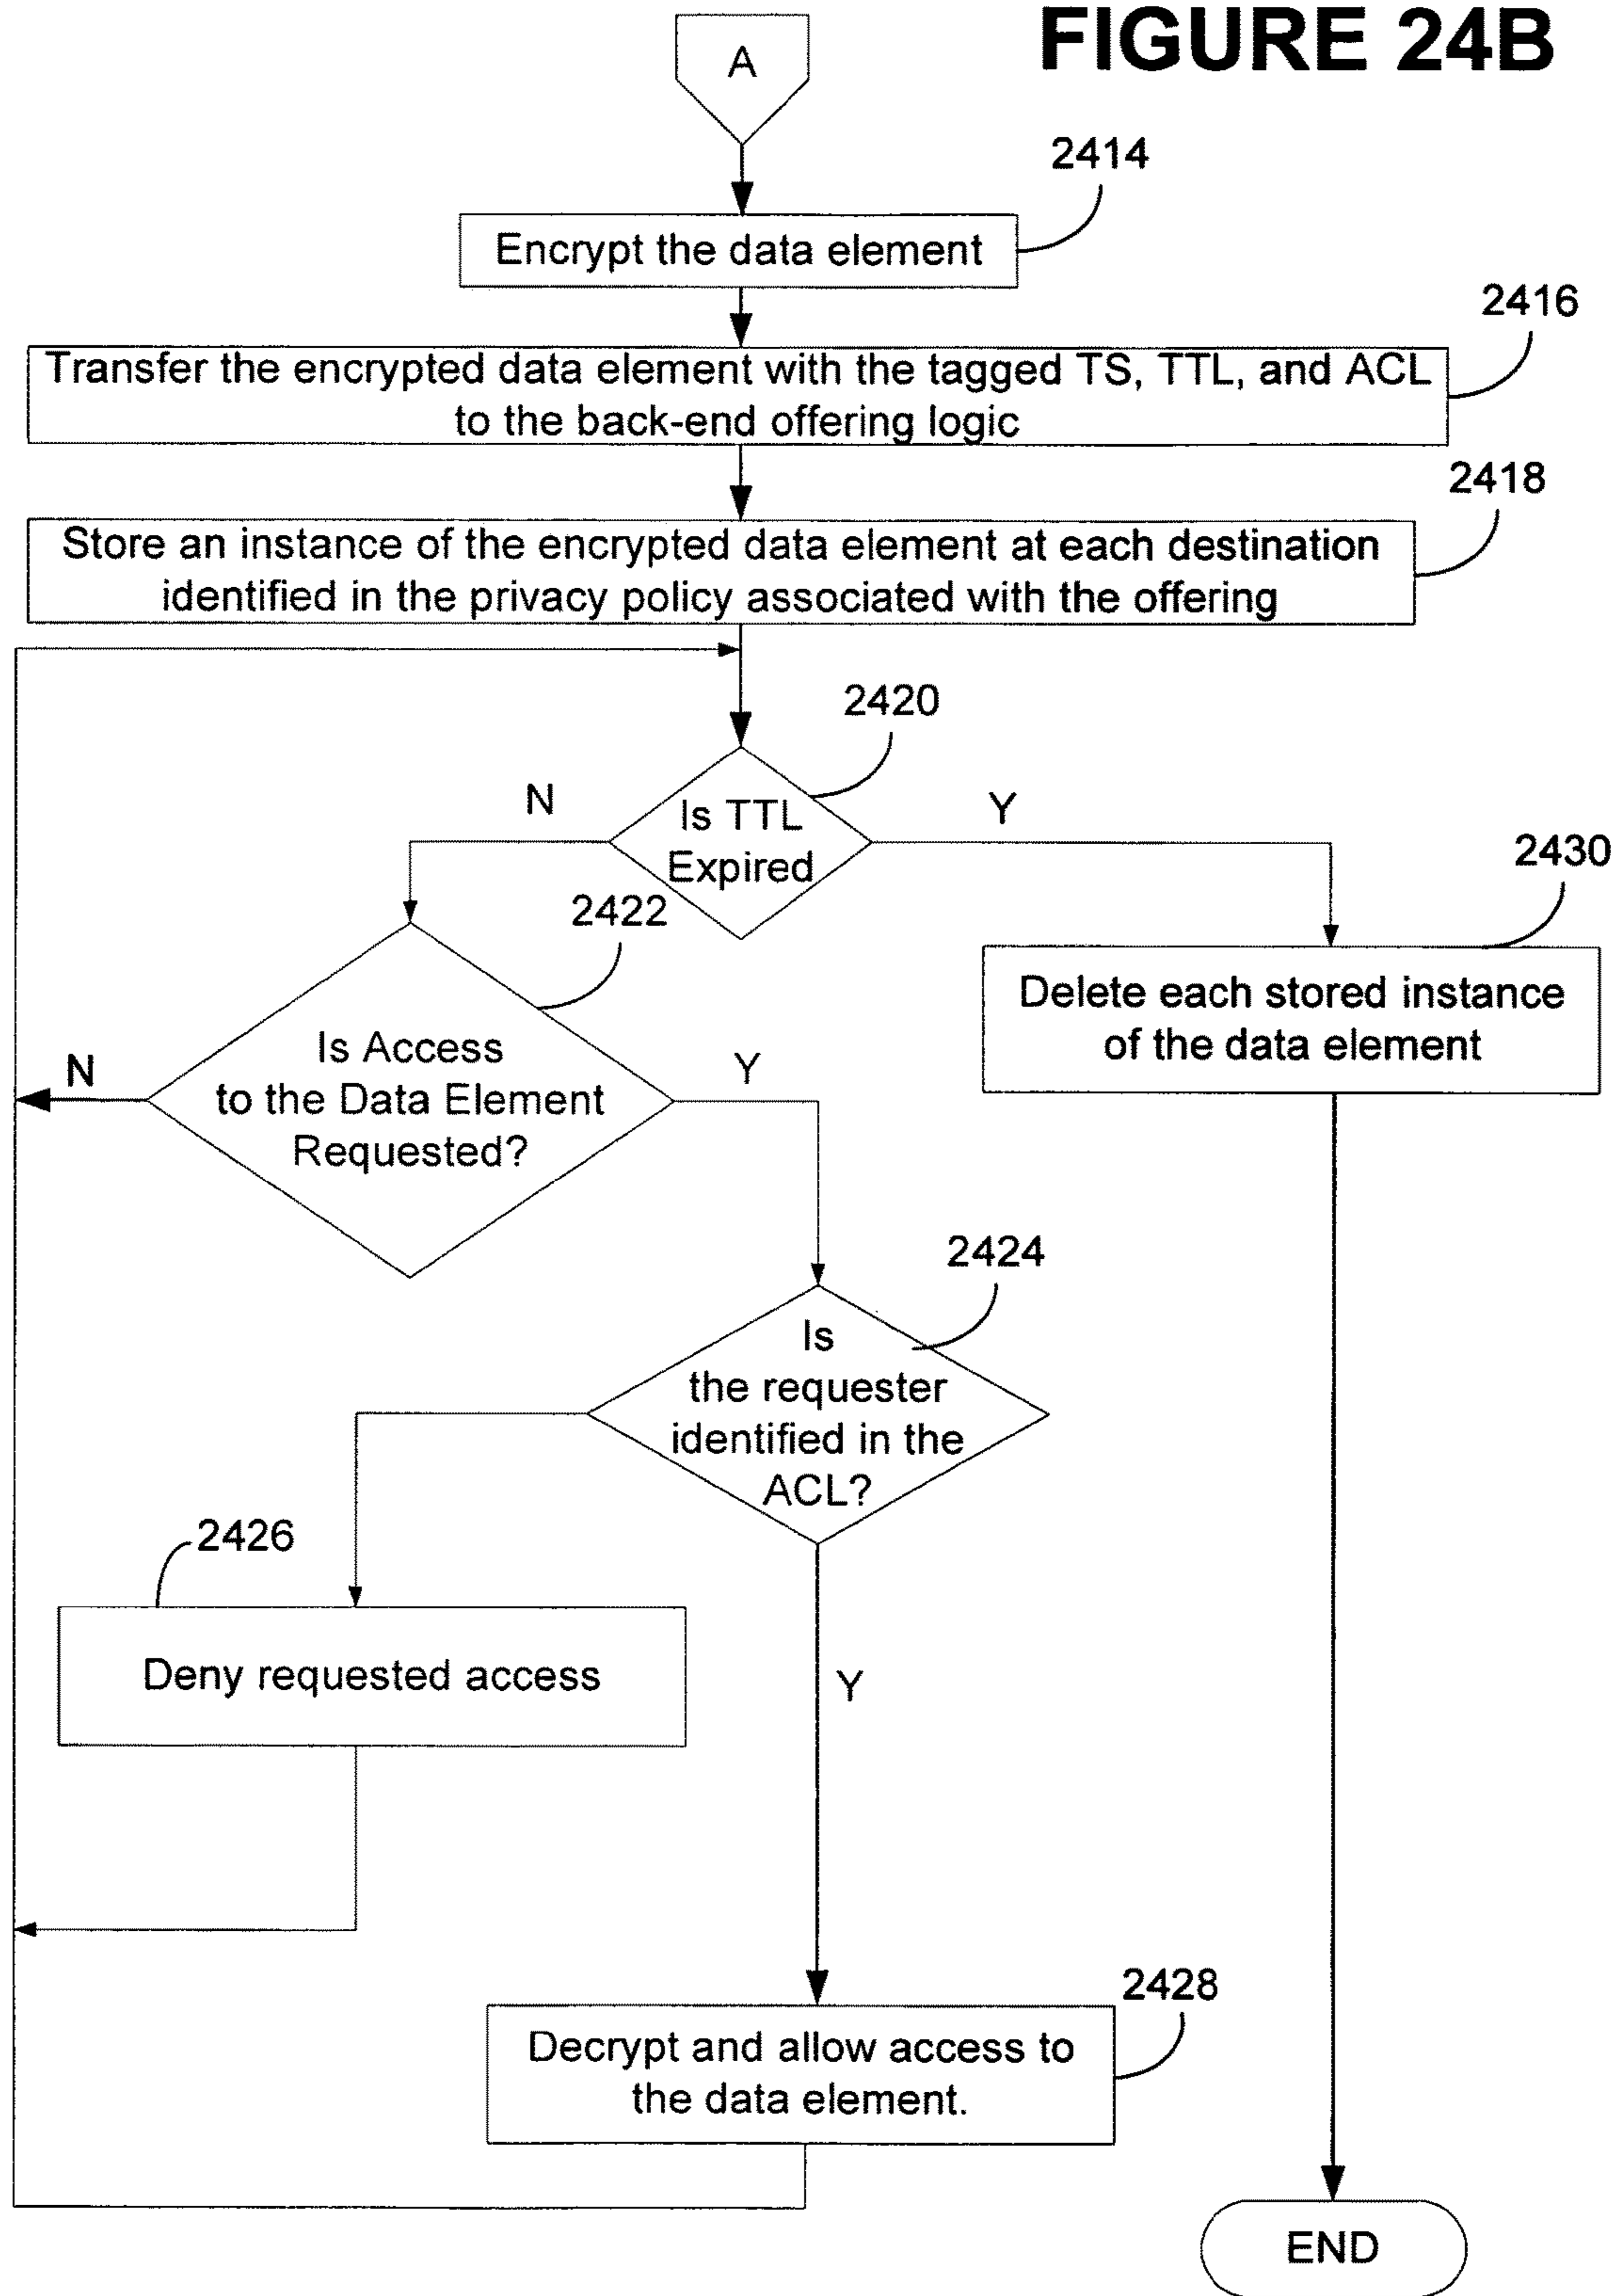 FIGURE 24B
A
2414
Encrypt the data element
2416
Transfer the encrypted data element with the tagged TS, TTL, and ACL
to the back-end offering logic
2418
Store an instance of the encrypted data element at each destination
identified in the privacy policy associated with the offering
2420
N
Y
Is TTL
Expired
2430
2422
Delete each stored instance
of the data element
Is Access
to the Data Element
Requested?
N
Y
2424
Is
the requester
identified in the
ACL?
2426
Deny requested access
Y
2428
Decrypt and allow access to
the data element.
END